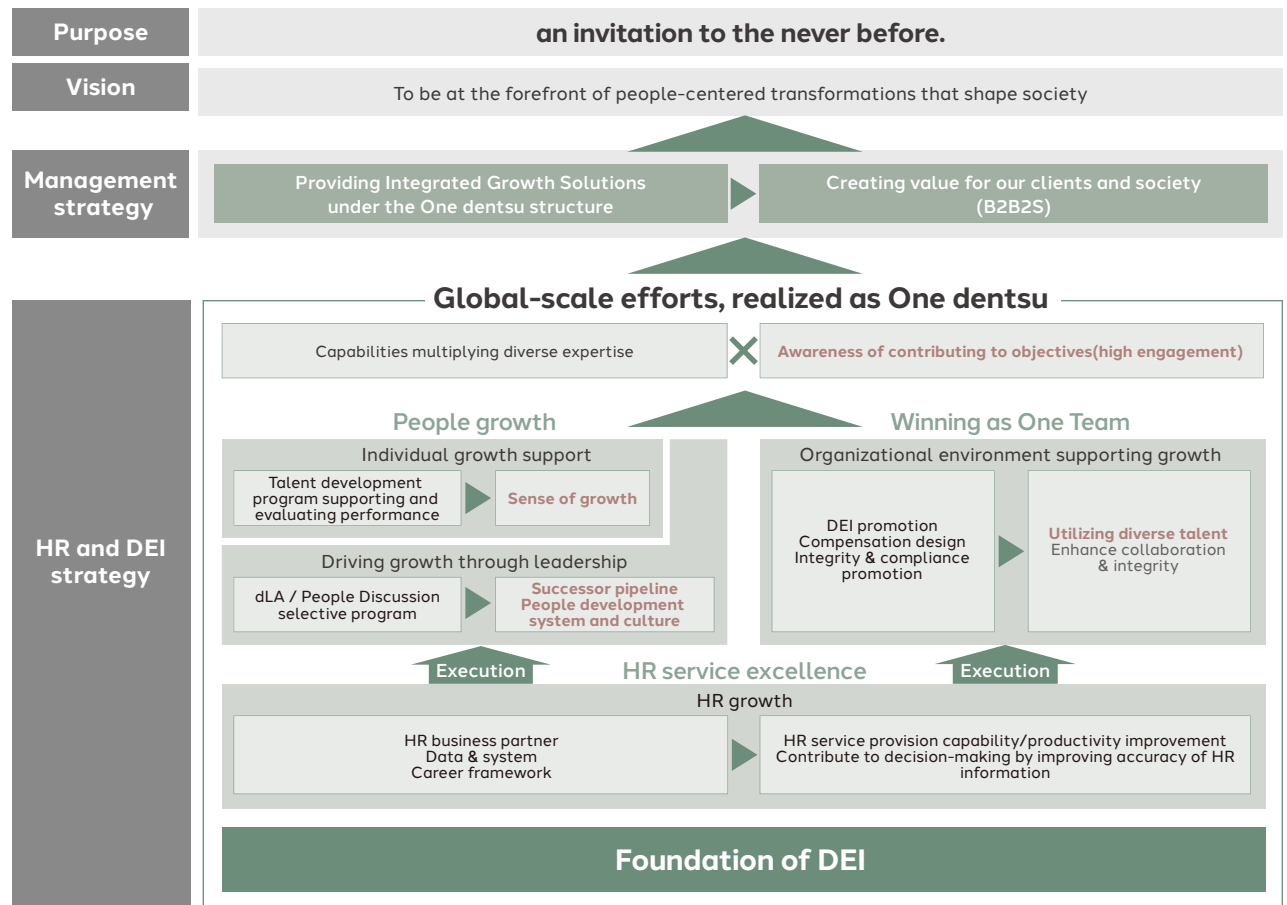 Purpose
an invitation to the never before.
Vision
To be at the forefront of people-centered transformations that shape society
Management
strategy
Providing Integrated Growth Solutions
under the One dentsu structure
Creating value for our clients and society
(B2B2S)
HR and DEI
strategy
Global-scale efforts, realized as One dentsu
Capabilities multiplying diverse expertise
Awareness of contributing to objectives(high engagement)
People growth
Individual growth support
Talent development
program supporting and
evaluating performance
Sense of growth
Driving growth through leadership
dLA / People Discussion
selective program
Successor pipeline
People development
system and culture
Winning as One Team
Organizational environment supporting growth
DEI promotion
Compensation design
Integrity & compliance
promotion
Utilizing diverse talent
Enhance collaboration
& integrity
Execution
HR service excellence
Execution
HR growth
HR business partner
Data & system
Career framework
HR service provision capability/productivity improvement
Contribute to decision-making by improving accuracy of HR
information
Foundation of DEI